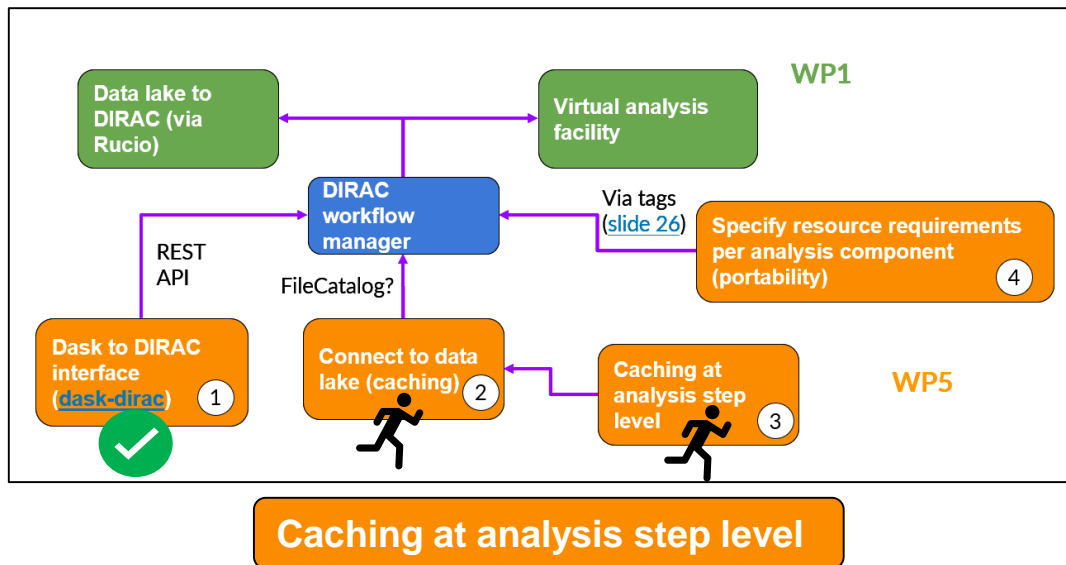 WP1
Data lake to
DIRAC (via
Rucio)
Virtual analysis
facility
DIRAC
workflow
manager
Via tags
(slide 26)
Specify resource requirements
per analysis component
(portability)
4
REST
API
FileCatalog?
Dask to DIRAC
interface
(dask-dirac)
1
Connect to data
lake (caching)
2
Caching at
analysis step
level
3
WP5
Caching at analysis step level